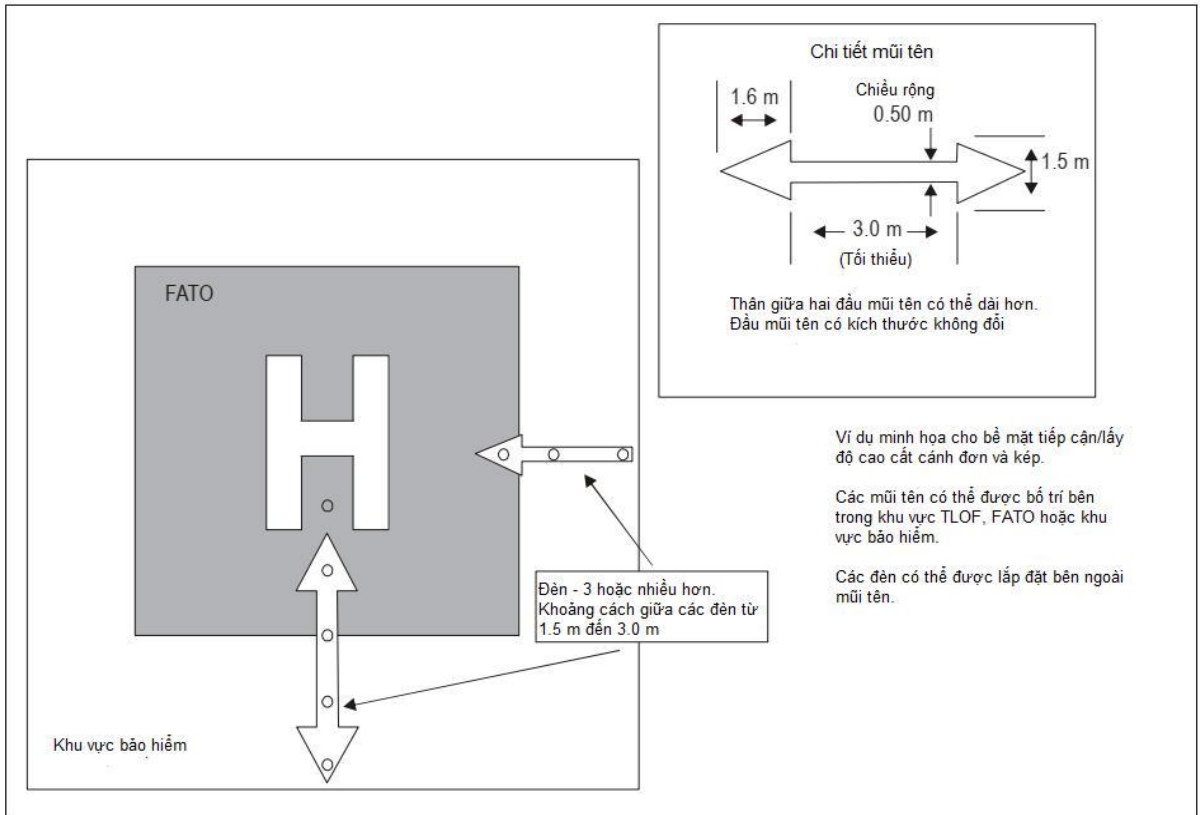 Chi tiết mũi tên
1.6 m
Chiều rộng
0.50 m
1.5 m
3.0 m
(Tối thiểu)
Thân giữa hai đầu mũi tên có thể dài hơn.
Đầu mũi tên có kích thước không đổi
FATO
H
Ví dụ minh họa cho bề mặt tiếp cận/lấy
độ cao cất cánh đơn và kép.
Các mũi tên có thể được bố trí bên
trong khu vực TLOF, FATO hoặc khu
vực bảo hiểm.
Các đèn có thể được lắp đặt bên ngoài
mũi tên.
Đèn - 3 hoặc nhiều hơn.
Khoảng cách giữa các đèn từ
1.5 m đến 3.0 m
Khu vực bảo hiểm